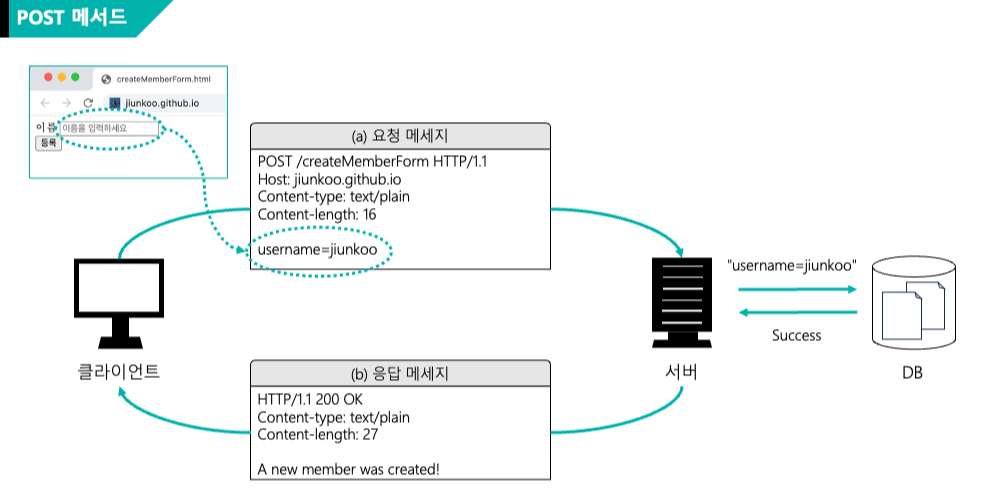 POST 메서드
createMemberForm.html
jiunkoo.github.io
이름 이름을 입력하세요
등록
(a) 요청 메세지
POST /createMemberForm HTTP/1.1
Host: jiunkoo.github.io
Content-type: text/plain
Content-length: 16
username=jiunkoo
"username=jiunkoo"
Success
클라이언트
서버
DB
(b) 응답 메세지
HTTP/1.1 200 OK
Content-type: text/plain
Content-length: 27
A new member was created!